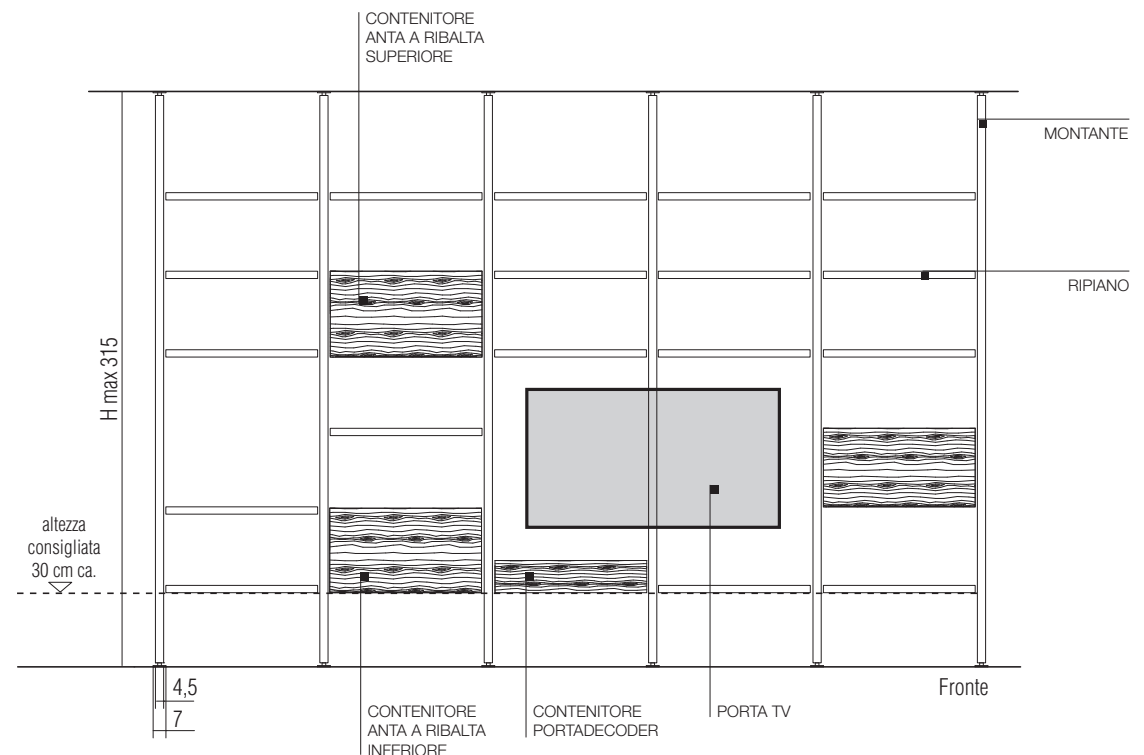 CONTENITORE
ANTA A RIBALTA
SUPERIORE
MONTANTE
RIPIANO
H max 315
altezza
consigliata
30 cm ca.
4,5
7
CONTENITORE
ANTA A RIBALTA
INFERIORE
CONTENITORE
PORTADECODER
PORTA TV
Fronte